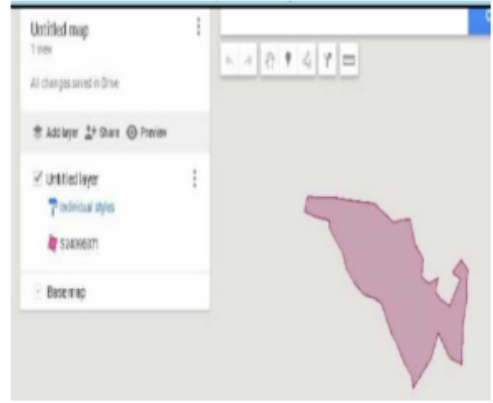 Untitled map
1 view
All changes saved in Drive
Add layer Share Preview
Untitled layer
Individual styles
Base map